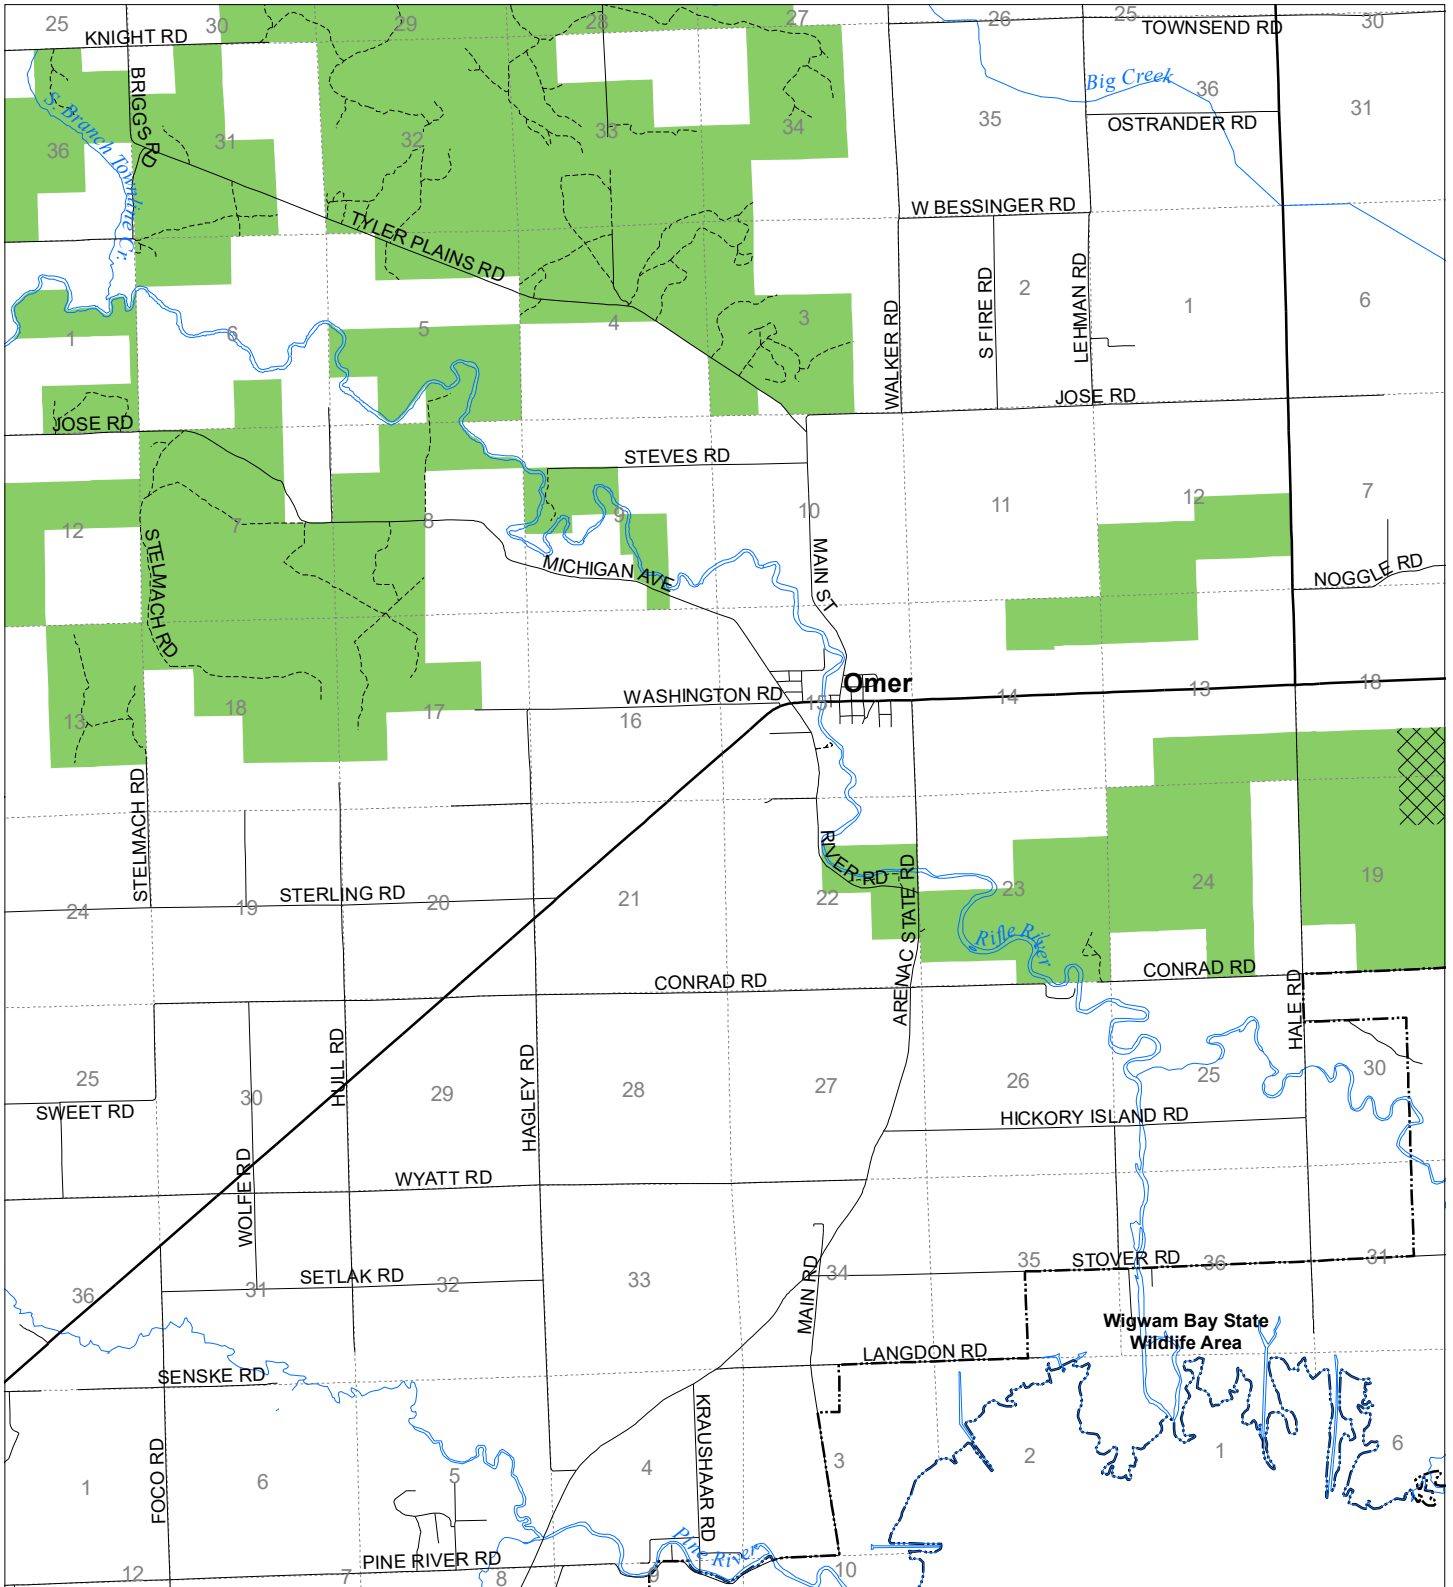 25
30
29
28
27
26
25
30
KNIGHT RD
TOWNSEND RD
BRIGGS RD
S. Branch Townline Cr.
Big Creek
36
31
32
33
34
35
36
31
OSTRANDER RD
TYLER PLAINS RD
W BESSINGER RD
1
6
5
4
3
WALKER RD
S FIRE RD
2
LEHMAN RD
1
6
JOSE RD
JOSE RD
STEVES RD
12
7
8
9
10
11
12
7
STELMACH RD
MICHIGAN AVE
MAIN ST
NOGGLE RD
Omer
WASHINGTON RD
13
18
17
16
15
14
13
18
STELMACH RD
RIVER RD
ARENAC STATE RD
24
19
STERLING RD
20
21
22
23
24
19
Rifle River
CONRAD RD
CONRAD RD
HALE RD
25
30
HULL RD
29
HAGLEY RD
28
27
26
25
30
SWEET RD
HICKORY ISLAND RD
WOLFE RD
WYATT RD
36
31
SETLAK RD
32
33
MAIN RD
34
35
STOVER RD
36
31
Wigwam Bay State
Wildlife Area
SENSKE RD
LANGDON RD
1
FOCO RD
6
5
4
KRAUSHAAR RD
3
2
1
6
Pine River
PINE RIVER RD
12
7
8
9
10